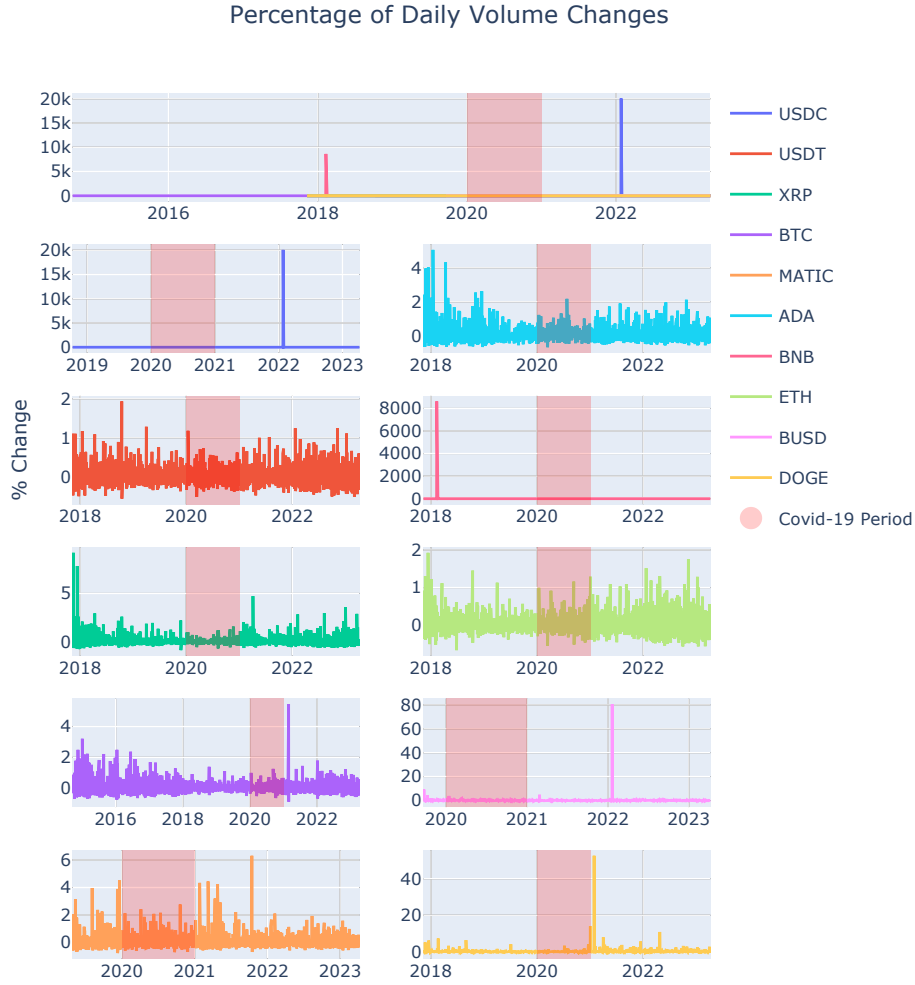 Percentage of Daily Volume Changes
20k
15k
10k
5k
0
2016 2018 2020 2022
USDC
USDT
XRP
BTC
MATIC
ADA
BNB
ETH
BUSD
DOGE
Covid-19 Period
% Change
20k
15k
10k
5k
0
2019 2020 2021 2022 2023
4
2
0
2018 2020 2022
2
1
0
2018 2020 2022
8000
6000
4000
2000
0
2018 2020 2022
5
0
2018 2020 2022
2
1
0
2018 2020 2022
4
2
0
2016 2018 2020 2022
80
60
40
20
0
2020 2021 2022 2023
6
4
2
0
2020 2021 2022 2023
40
20
0
2018 2020 2022